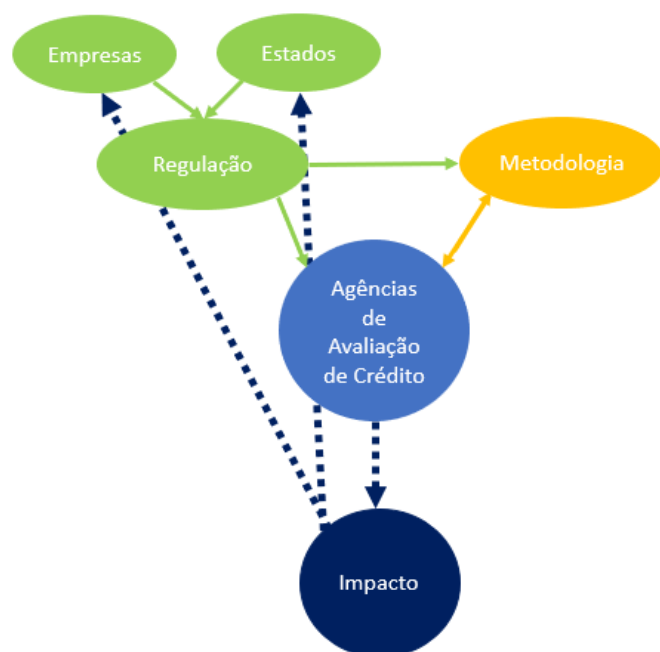 Empresas
Estados
Regulação
Metodologia
Agências
de
Avaliação
de Crédito
Impacto